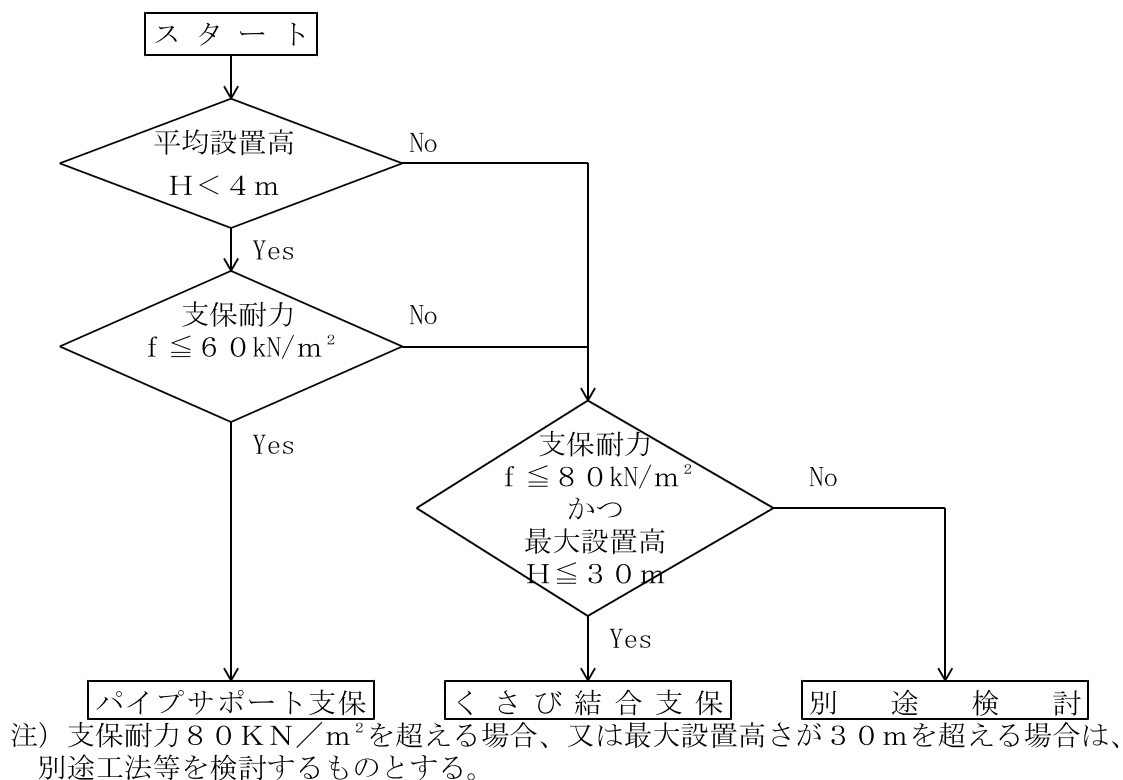 スタート
平均設置高
Ｈ＜４ｍ
No
Yes
支保耐力
ｆ≦６０kN/ｍ²
No
Yes
支保耐力
ｆ≦８０kN/ｍ²
かつ
最大設置高
Ｈ≦３０ｍ
No
Yes
パイプサポート支保
くさび結合支保
別途検討
注）支保耐力８０ＫＮ／ｍ²を超える場合、又は最大設置高さが３０ｍを超える場合は、
別途工法等を検討するものとする。